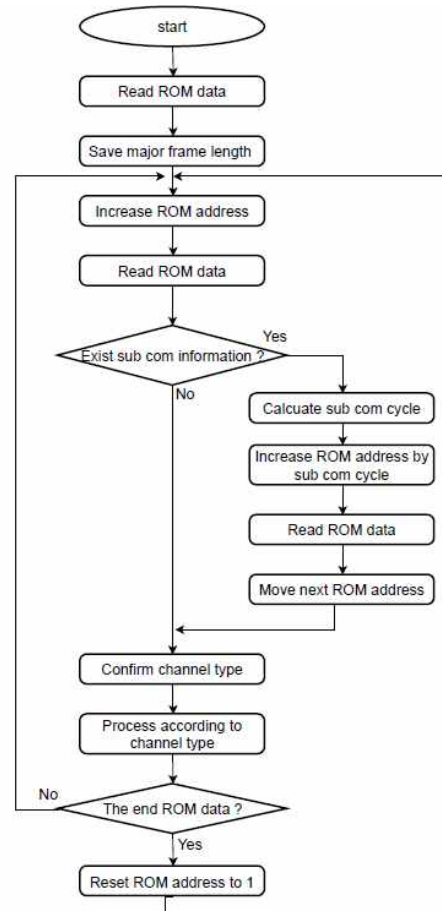 start
Read ROM data
Save major frame length
Increase ROM address
Read ROM data
Exist sub com information ?
Yes
No
Calcuate sub com cycle
Increase ROM address by
sub com cycle
Read ROM data
Move next ROM address
Confirm channel type
Process according to
channel type
The end ROM data ?
No
Yes
Reset ROM address to 1